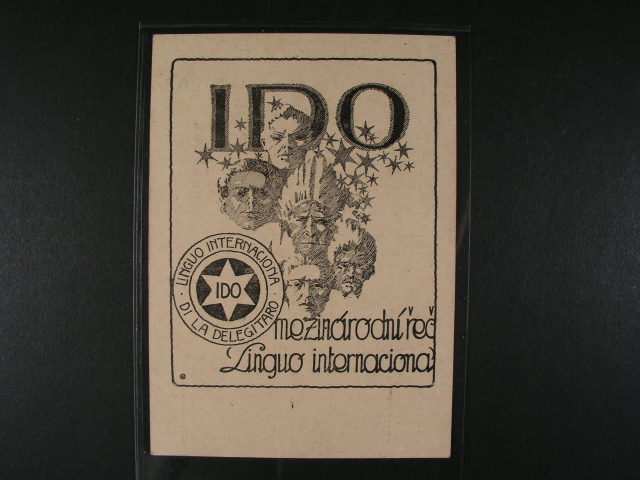 IDO
LINGUO INTERNACIONA
IDO
DI LA DELEGITARO
mezinárodní řeč
Linguo internaciona